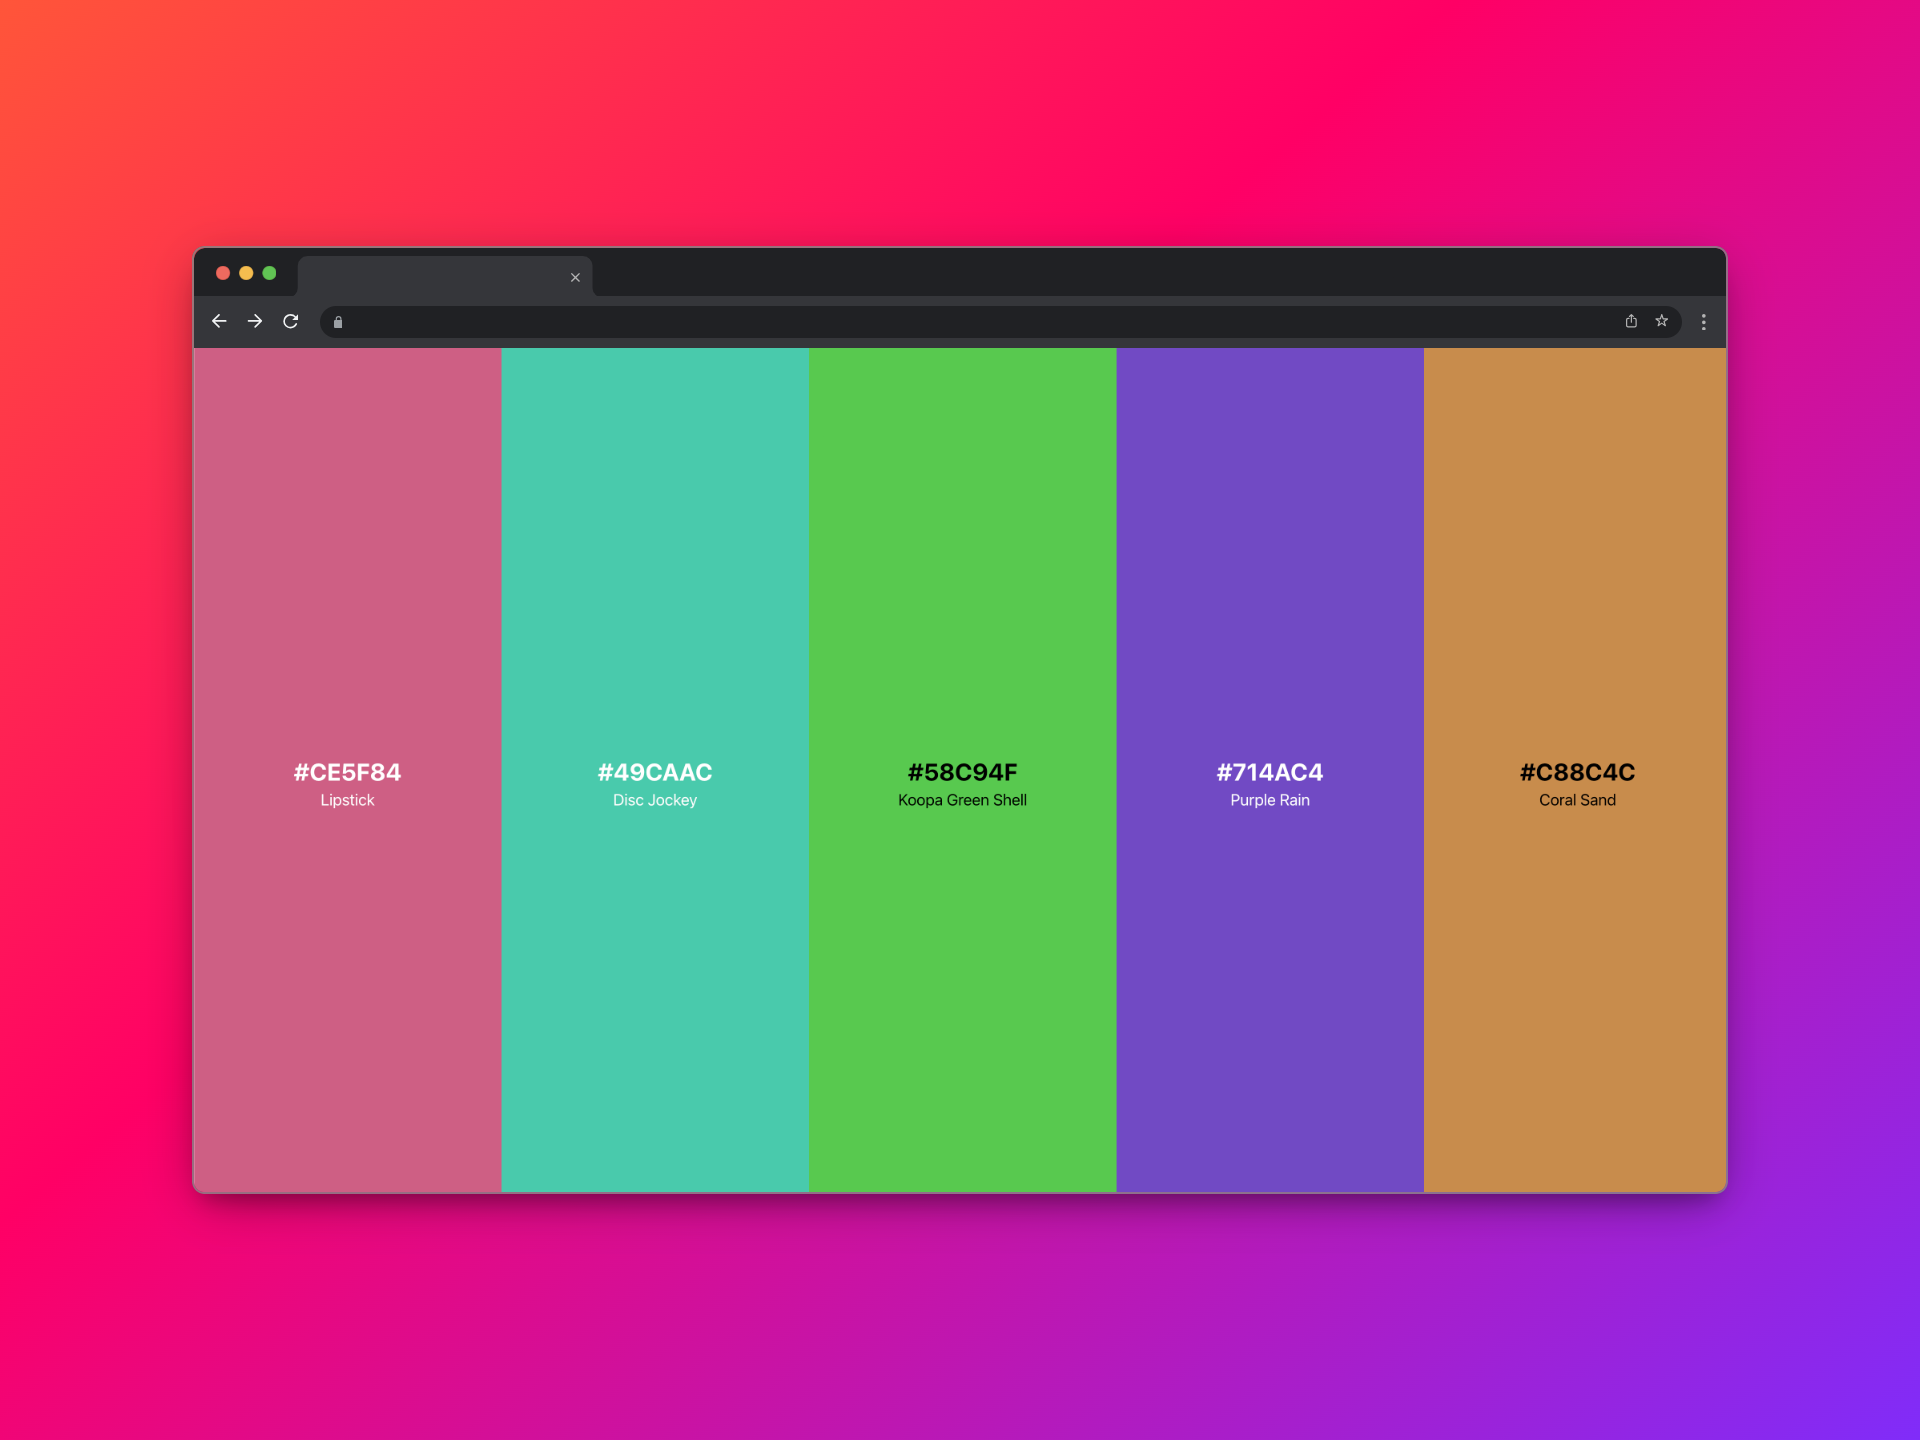 #CE5F84
Lipstick
#49CAAC
Disc Jockey
#58C94F
Koopa Green Shell
#714AC4
Purple Rain
#C88C4C
Coral Sand